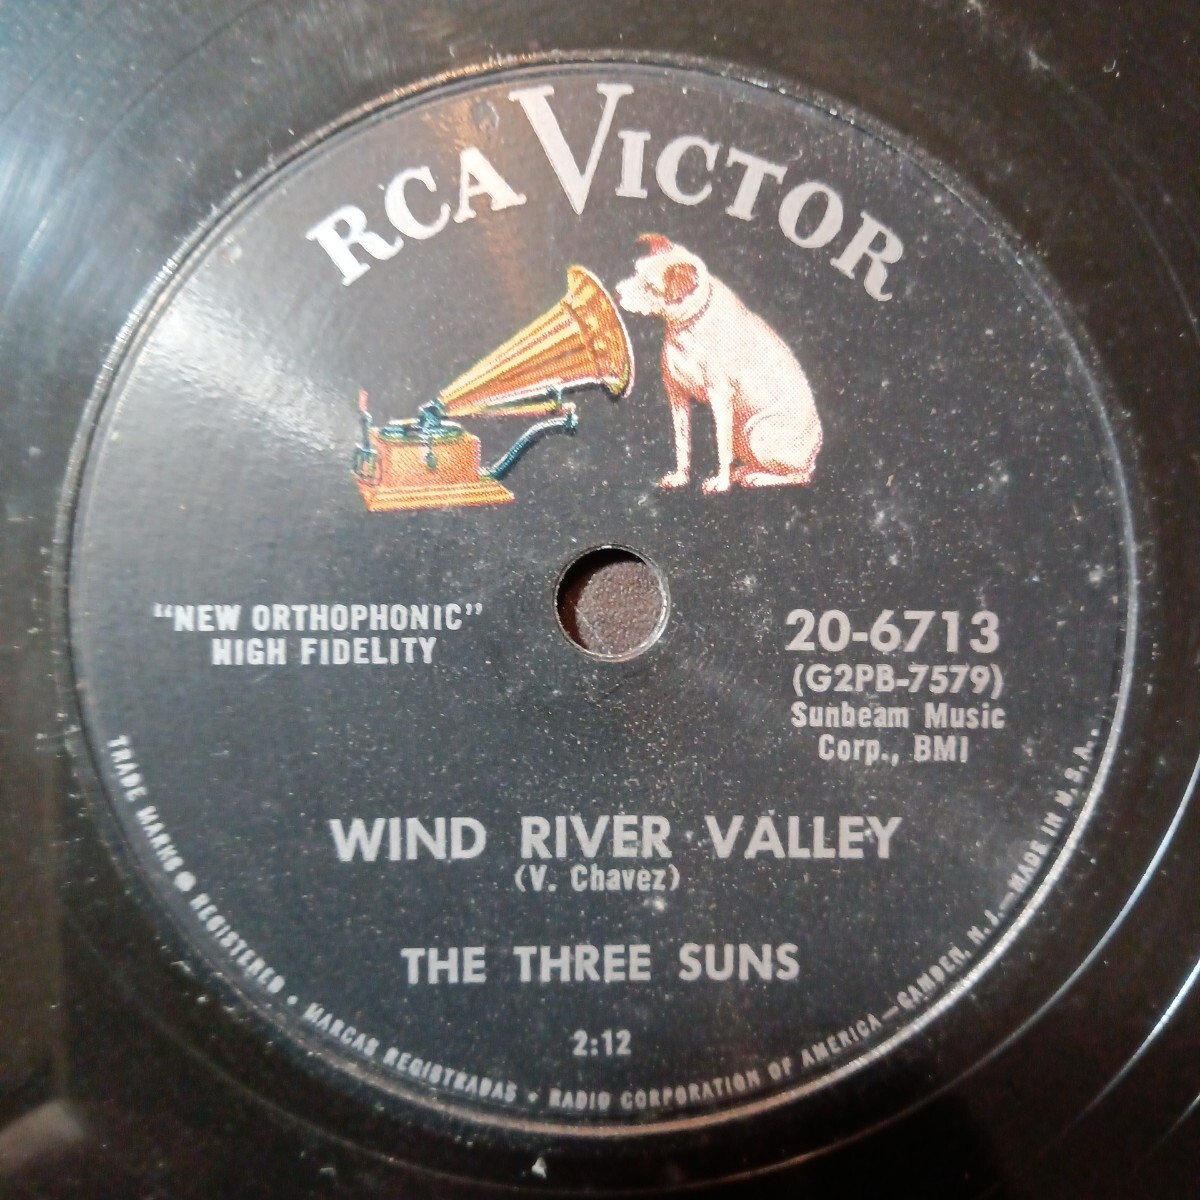 RCA VICTOR
"NEW ORTHOPHONIC"
HIGH FIDELITY
20-6713
(G2PB-7579)
Sunbeam Music
Corp., BMI
WIND RIVER VALLEY
(V. Chavez)
THE THREE SUNS
2:12
TRADE MARKS ® REGISTERED • MARCAS REGISTRADAS • RADIO CORPORATION OF AMERICA—CAMDEN, N. J.—MADE IN U. S. A.